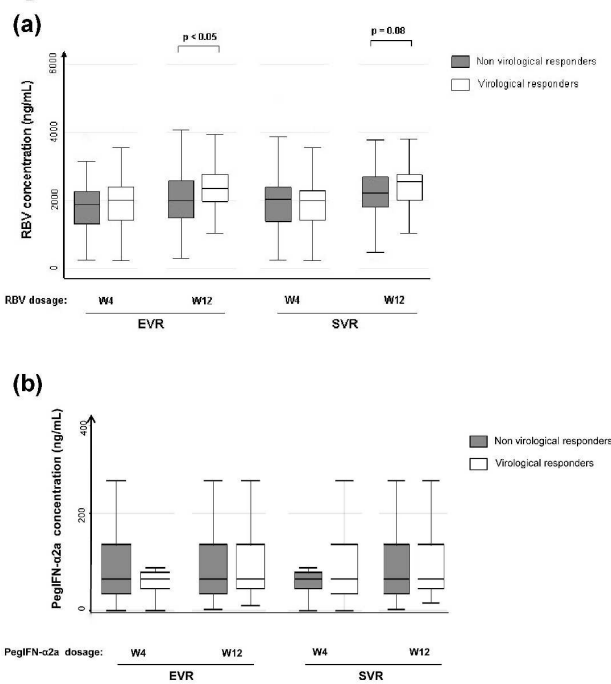 (a)
p < 0.05
p = 0.08
Non virological responders
Virological responders
RBV concentration (ng/mL)
6000
4000
2000
0
RBV dosage:
W4
W12
W4
W12
EVR
SVR
(b)
PegIFN-α2a concentration (ng/mL)
400
200
0
Non virological responders
Virological responders
PegIFN-α2a dosage:
W4
W12
W4
W12
EVR
SVR